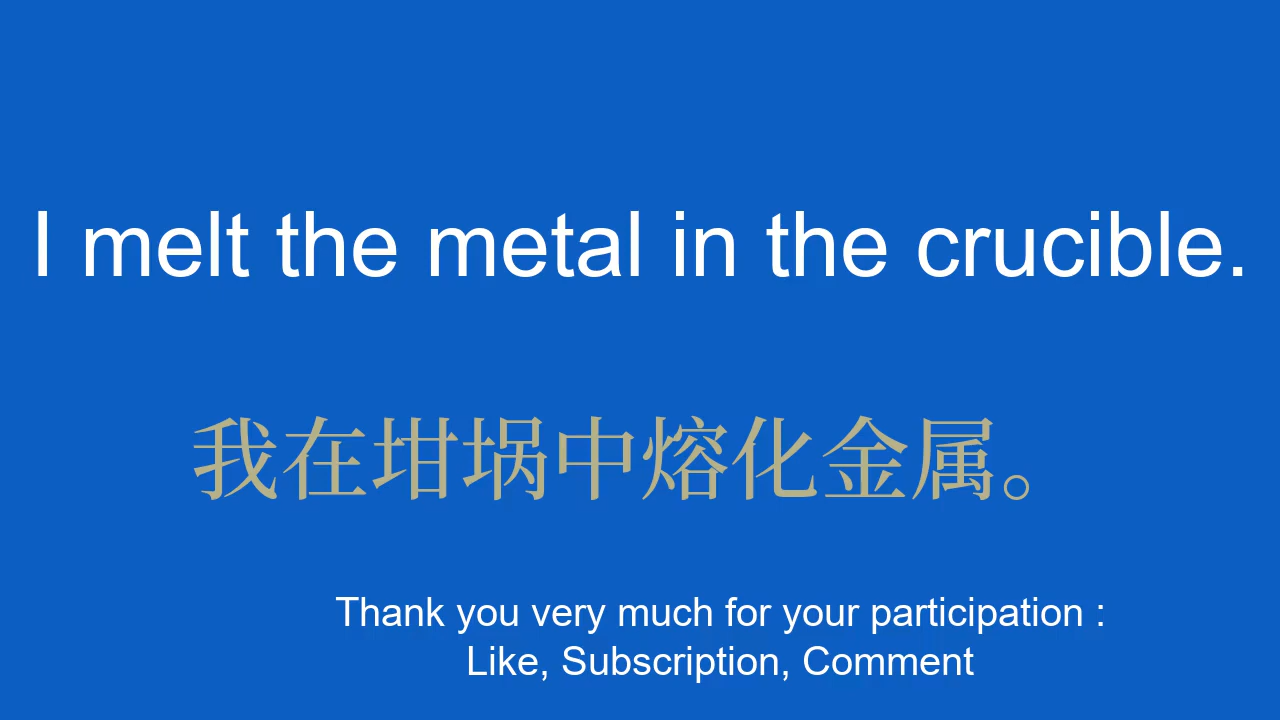 I melt the metal in the crucible.
我在坩埚中熔化金属。
Thank you very much for your participation :
Like, Subscription, Comment